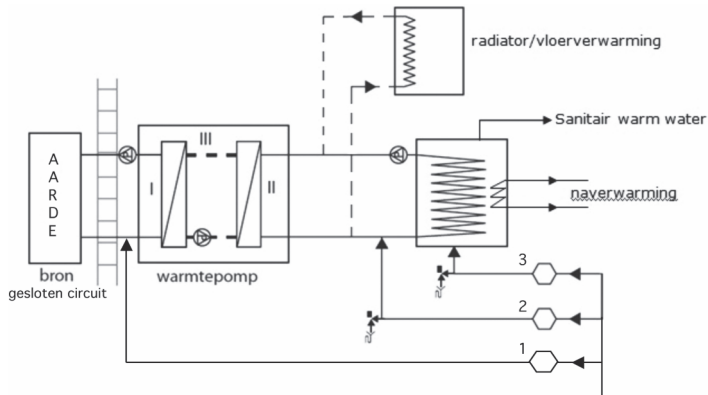 radiator/vloerverwarming
Sanitair warm water
III
A
A
R
D
E
I
II
naverwarming
bron
gesloten circuit
warmtepomp
3
2
1